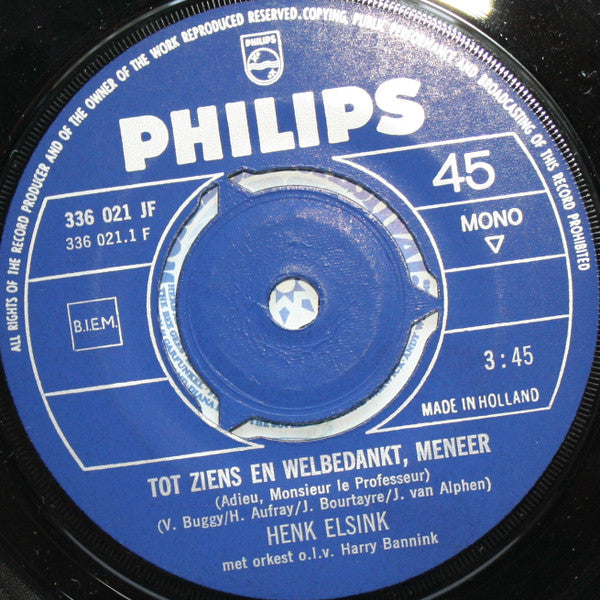 ALL RIGHTS OF THE RECORD PRODUCER AND OF THE OWNER OF THE WORK REPRODUCED RESERVED. COPYING, PUBLIC PERFORMANCE AND BROADCASTING OF THIS RECORD PROHIBITED
PHILIPS
PHILIPS
336 021 JF
336 021.1 F
45
MONO
B.I.E.M.
3:45
MADE IN HOLLAND
TOT ZIENS EN WELBEDANKT, MENEER
(Adieu, Monsieur le Professeur)
(V. Buggy/H. Aufray/J. Bourtayre/J. van Alphen)
HENK ELSINK
met orkest o.l.v. Harry Bannink